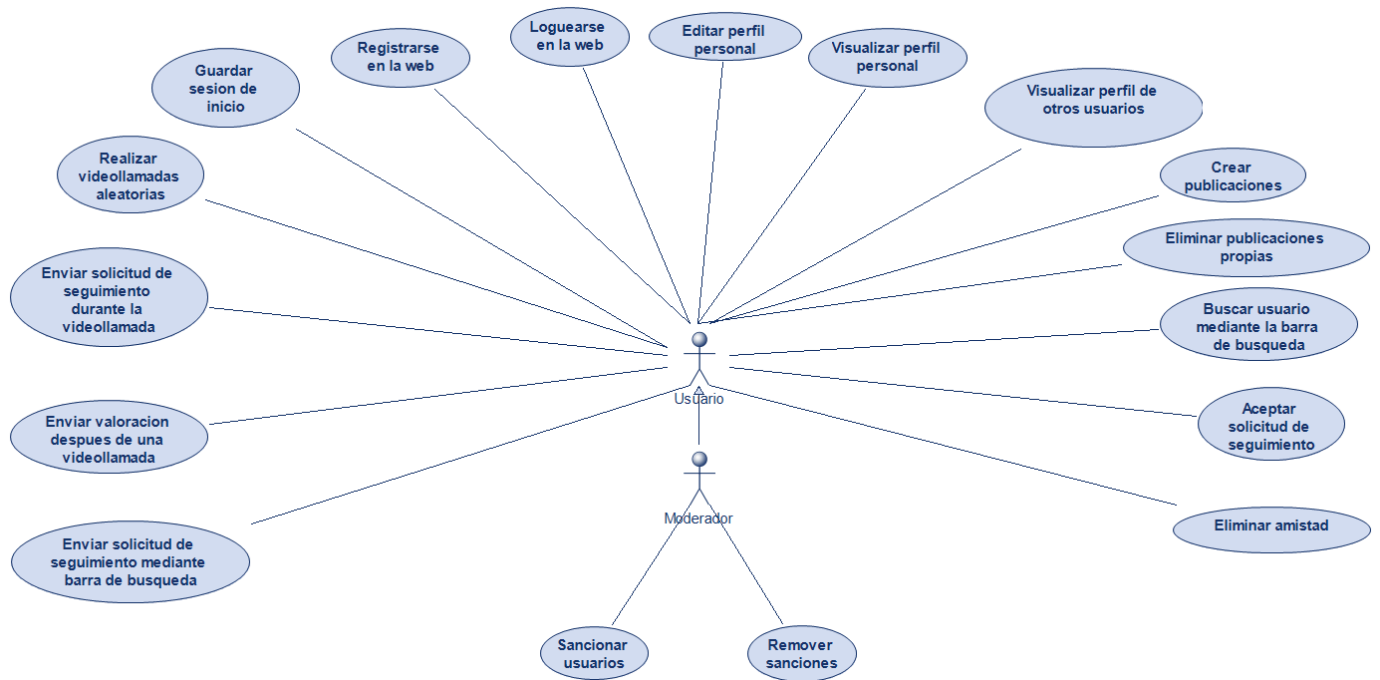 Loguearse
en la web
Editar perfil
personal
Registrarse
en la web
Visualizar perfil
personal
Guardar
sesion de
inicio
Visualizar perfil de
otros usuarios
Realizar
videollamadas
aleatorias
Crear
publicaciones
Eliminar publicaciones
propias
Enviar solicitud de
seguimiento
durante la
videollamada
Buscar usuario
mediante la barra
de busqueda
Usuario
Enviar valoracion
despues de una
videollamada
Aceptar
solicitud de
seguimiento
Moderador
Eliminar amistad
Enviar solicitud de
seguimiento mediante
barra de busqueda
Sancionar
usuarios
Remover
sanciones